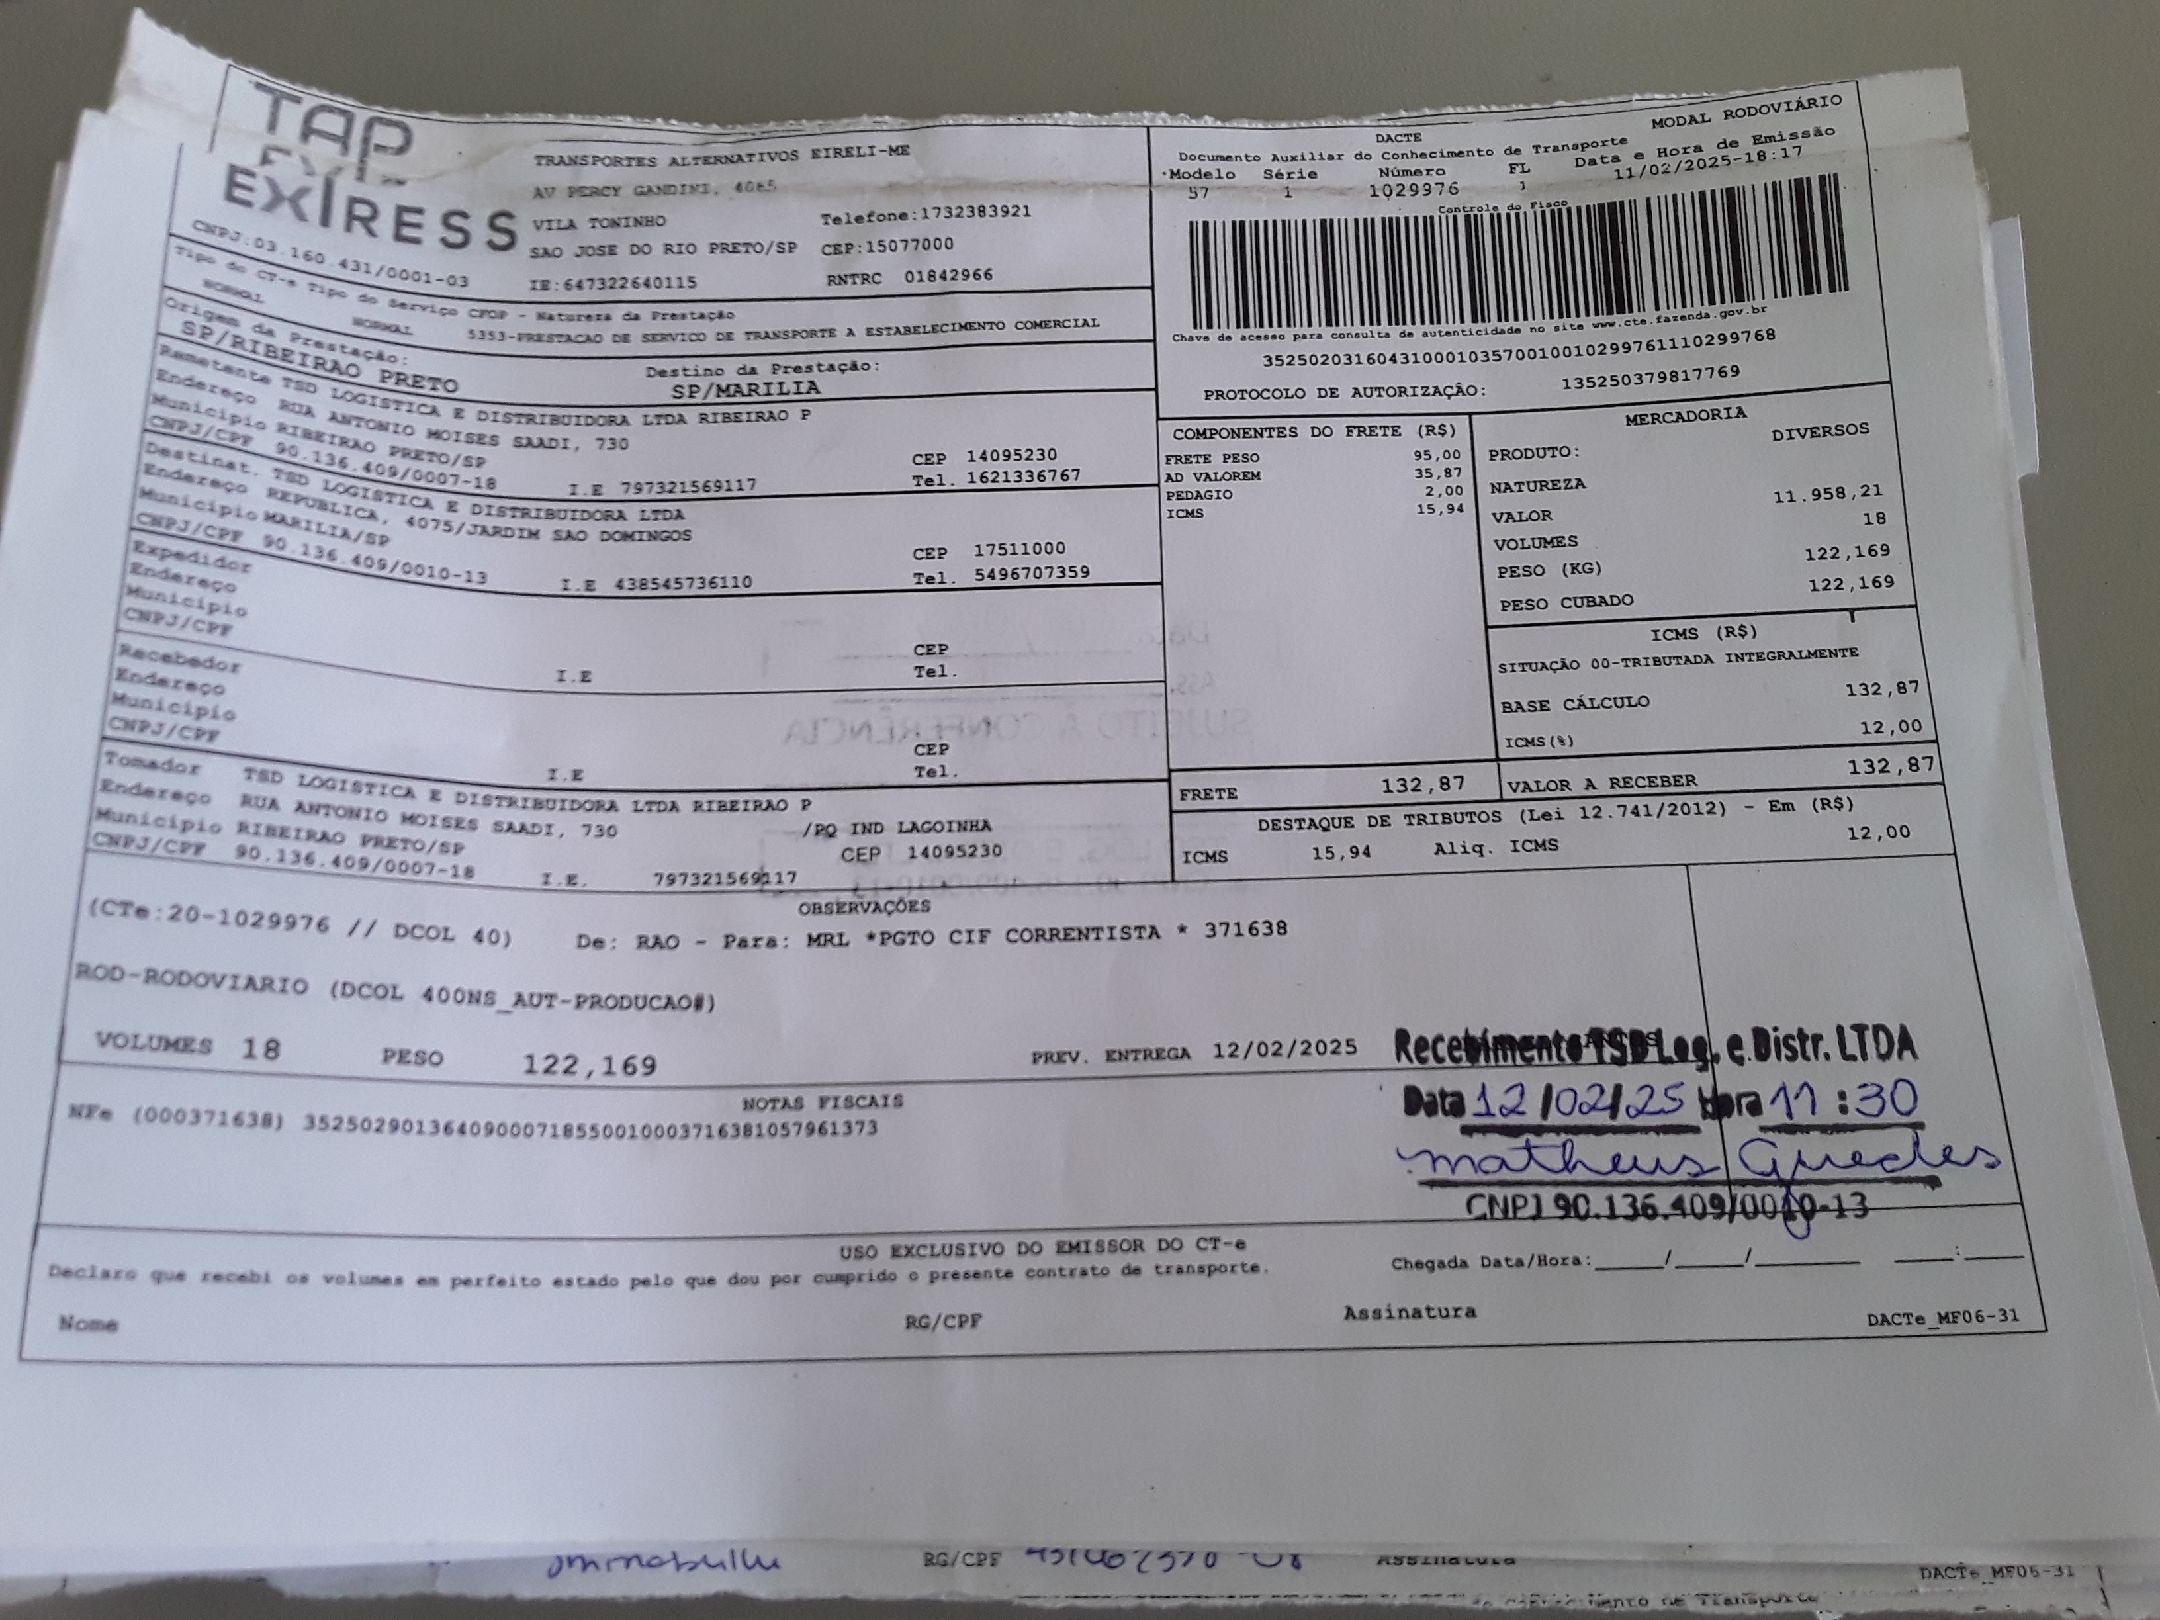 TAP
EXPRESS
CNPJ:03.160.431/0001-03
TRANSPORTES ALTERNATIVOS EIRELI-ME
AV PERCY GANDINI, 4085
VILA TONINHO Telefone:1732383921
SAO JOSE DO RIO PRETO/SP CEP:15077000
IE:647322640115 RNTRC 01842966
Tipo do CT-e Tipo do Serviço CFOP - Natureza da Prestação
NORMAL NORMAL 5353-PRESTACAO DE SERVICO DE TRANSPORTE A ESTABELECIMENTO COMERCIAL
Origem da Prestação: Destino da Prestação:
SP/RIBEIRAO PRETO SP/MARILIA
Remetente TSD LOGISTICA E DISTRIBUIDORA LTDA RIBEIRAO P
Endereço RUA ANTONIO MOISES SAADI, 730
Municipio RIBEIRAO PRETO/SP CEP 14095230
CNPJ/CPF 90.136.409/0007-18 I.E 797321569117 Tel. 1621336767
Destinat. TSD LOGISTICA E DISTRIBUIDORA LTDA
Endereço REPUBLICA, 4075/JARDIM SAO DOMINGOS
Municipio MARILIA/SP CEP 17511000
CNPJ/CPF 90.136.409/0010-13 I.E 438545736110 Tel. 5496707359
Expedidor
Endereço
Municipio CEP
CNPJ/CPF I.E Tel.
Recebedor
Endereço
Municipio CEP
CNPJ/CPF I.E Tel.
Tomador TSD LOGISTICA E DISTRIBUIDORA LTDA RIBEIRAO P
Endereço RUA ANTONIO MOISES SAADI, 730 /PQ IND LAGOINHA
Municipio RIBEIRAO PRETO/SP CEP 14095230
CNPJ/CPF 90.136.409/0007-18 I.E. 797321569117
DACTE MODAL RODOVIÁRIO
Documento Auxiliar do Conhecimento de Transporte
Modelo Série Número FL Data e Hora de Emissão
57 1 1029976 1 11/02/2025-18:17
Controle do Fisco
Chave de acesso para consulta de autenticidade no site www.cte.fazenda.gov.br
35250203160431000103570010010299761110299768
PROTOCOLO DE AUTORIZAÇÃO: 135250379817769
COMPONENTES DO FRETE (R$)
FRETE PESO 95,00
AD VALOREM 35,87
PEDAGIO 2,00
ICMS 15,94
MERCADORIA
PRODUTO: DIVERSOS
NATUREZA
VALOR 11.958,21
VOLUMES 18
PESO (KG) 122,169
PESO CUBADO 122,169
ICMS (R$)
SITUAÇÃO 00-TRIBUTADA INTEGRALMENTE
BASE CÁLCULO 132,87
ICMS(%) 12,00
FRETE 132,87 VALOR A RECEBER 132,87
DESTAQUE DE TRIBUTOS (Lei 12.741/2012) - Em (R$)
ICMS 15,94 Aliq. ICMS 12,00
OBSERVAÇÕES
(CTe:20-1029976 // DCOL 40) De: RAO - Para: MRL *PGTO CIF CORRENTISTA * 371638
ROD-RODOVIARIO (DCOL 400NS_AUT-PRODUCAO#)
VOLUMES 18 PESO 122,169 PREV. ENTREGA 12/02/2025
NOTAS FISCAIS
NFe (000371638) 35250290136409000718550010003716381057961373
Recebimento TSD Log. e Distr. LTDA
Data 12/02/25 Hora 11:30
Matheus Guedes
CNPJ 90.136.409/0010-13
USO EXCLUSIVO DO EMISSOR DO CT-e
Declaro que recebi os volumes em perfeito estado pelo que dou por cumprido o presente contrato de transporte.
Chegada Data/Hora:____/____/______ ____:____
Nome RG/CPF Assinatura DACTe_MF06-31
RG/CPF Assinatura DACTe_MF06-31